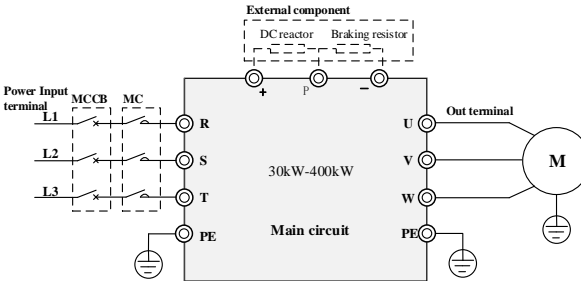 External component
DC reactor Braking resistor
+ P −
Power Input
terminal
MCCB MC
L1 R U Out terminal
L2 S V M
30kW-400kW
L3 T W
PE Main circuit PE